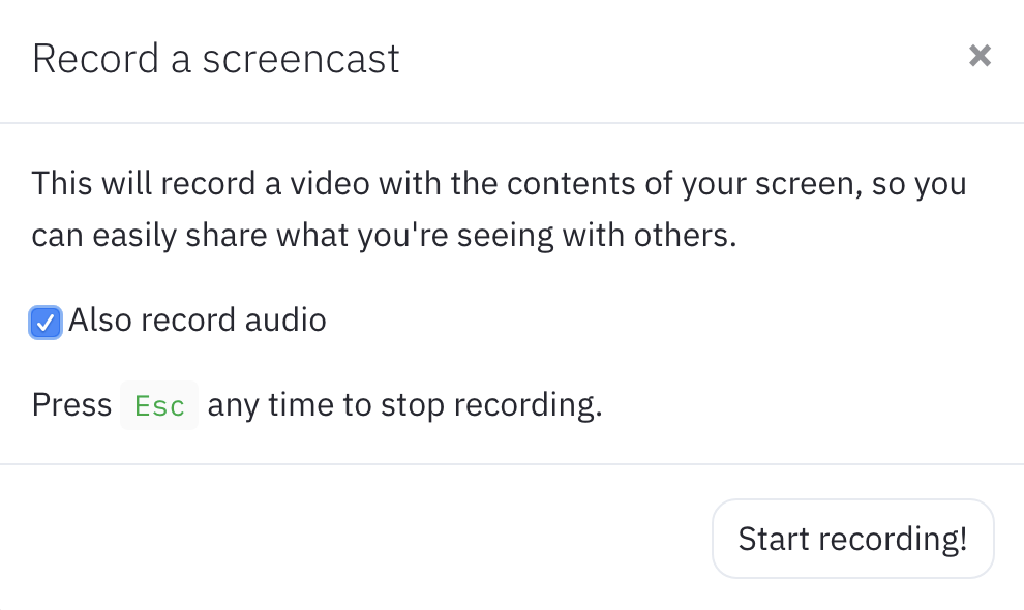 Record a screencast
This will record a video with the contents of your screen, so you
can easily share what you're seeing with others.
Also record audio
Press Esc any time to stop recording.
Start recording!